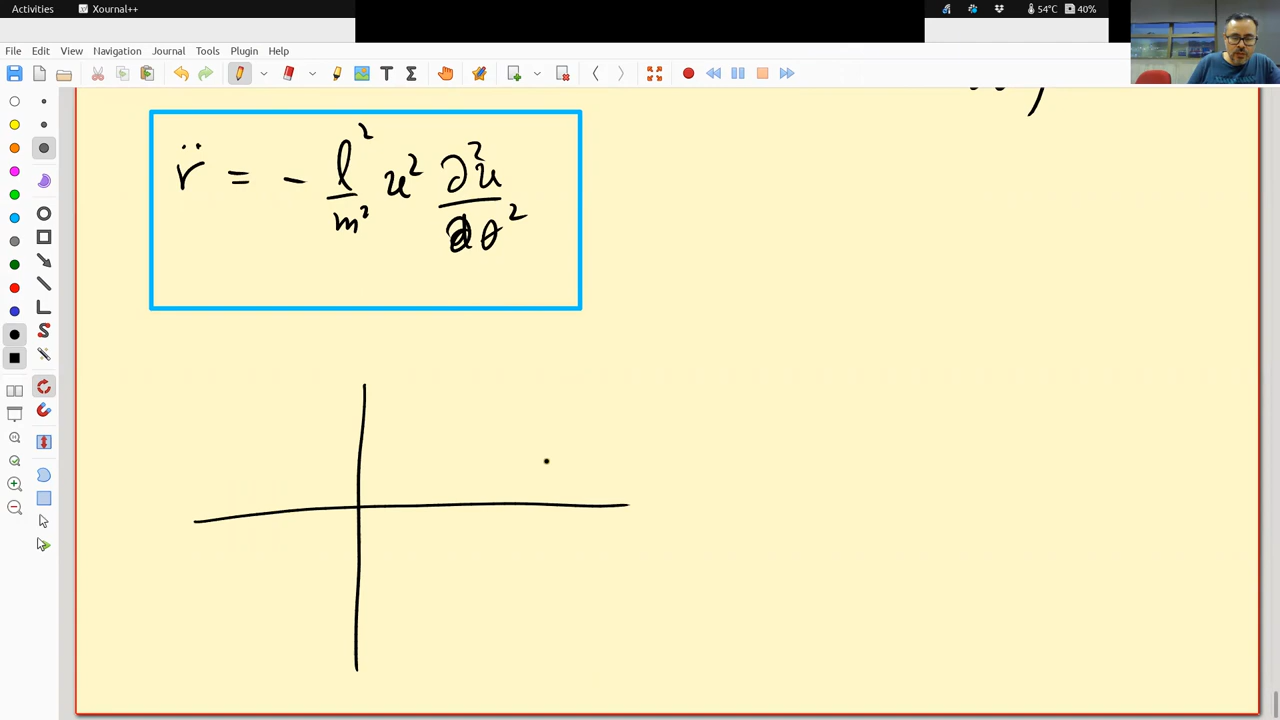 Activities Xournal++ 54°C 40%
File Edit View Navigation Journal Tools Plugin Help
r̈ = - l²/m² u² ∂²u/∂θ²